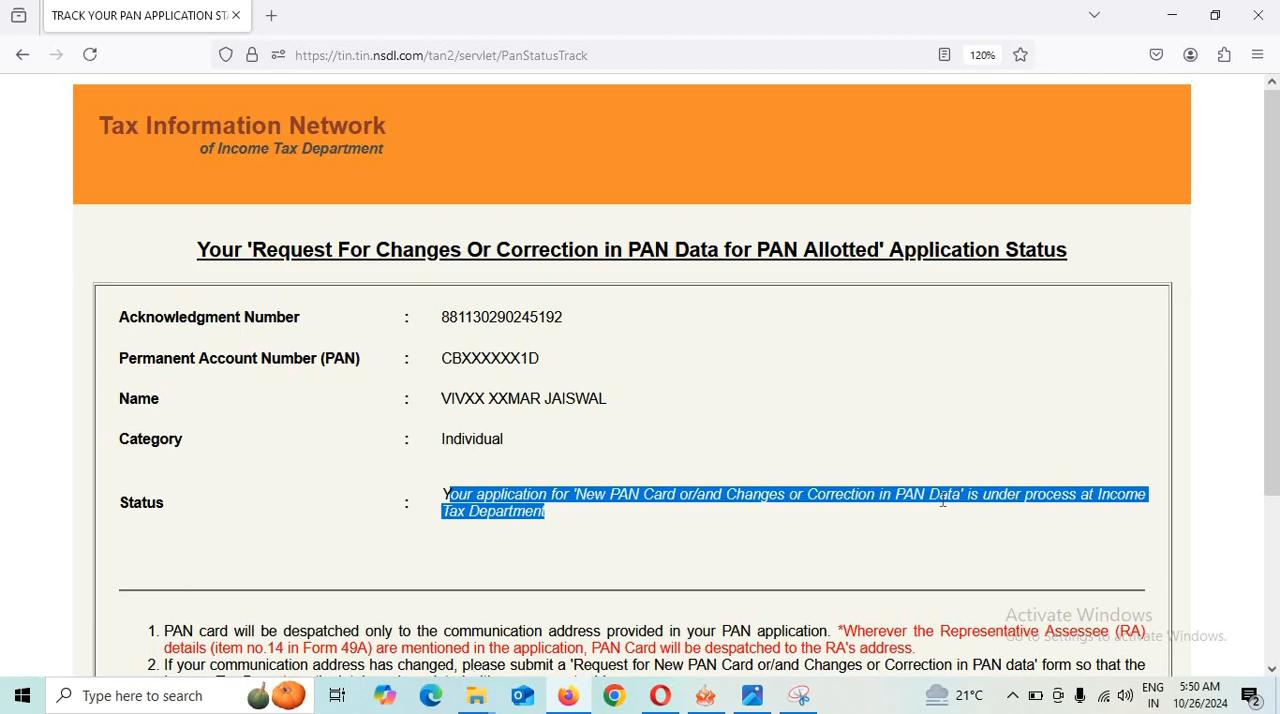 TRACK YOUR PAN APPLICATION ST
https://tin.tin.nsdl.com/tan2/servlet/PanStatusTrack
120%
Tax Information Network
of Income Tax Department
Your 'Request For Changes Or Correction in PAN Data for PAN Allotted' Application Status
Acknowledgment Number : 881130290245192
Permanent Account Number (PAN) : CBXXXXXX1D
Name : VIVXX XXMAR JAISWAL
Category : Individual
Status : Your application for 'New PAN Card or/and Changes or Correction in PAN Data' is under process at Income
Tax Department
1. PAN card will be despatched only to the communication address provided in your PAN application. *Wherever the Representative Assessee (RA)
details (item no.14 in Form 49A) are mentioned in the application, PAN Card will be despatched to the RA's address.
2. If your communication address has changed, please submit a 'Request for New PAN Card or/and Changes or Correction in PAN data' form so that the
Activate Windows
Go to Settings to activate Windows.
Type here to search
21°C
ENG
IN
5:50 AM
10/26/2024
2